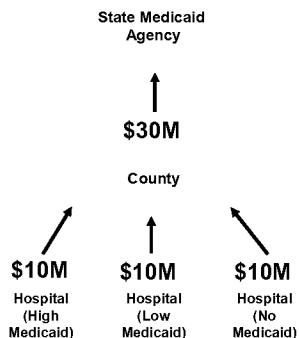 State Medicaid
Agency
$30M
County
$10M $10M $10M
Hospital Hospital Hospital
(High (Low (No
Medicaid) Medicaid) Medicaid)